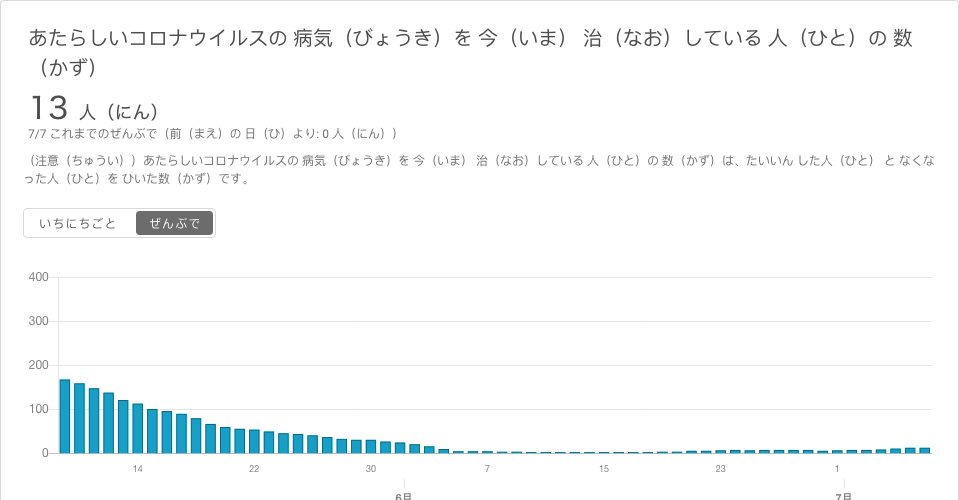 あたらしいコロナウイルスの 病気（びょうき）を 今（いま） 治（なお）している 人（ひと）の 数
（かず）
13 人（にん）
7/7 これまでのぜんぶで（前（まえ）の 日（ひ）より: 0 人（にん））
（注意（ちゅうい））あたらしいコロナウイルスの 病気（びょうき）を 今（いま） 治（なお）している 人（ひと）の 数（かず）は、たいいん した人（ひと） と なくな
った人（ひと）を ひいた数（かず）です。
いちにちごと ぜんぶで
400
300
200
100
0
14 22 30 7 15 23 1
6月 7月